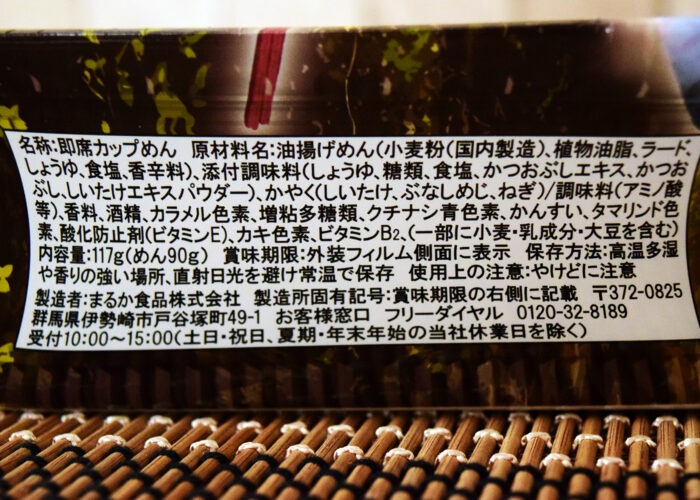 名称:即席カップめん 原材料名:油揚げめん(小麦粉(国内製造)、植物油脂、ラード、
しょうゆ、食塩、香辛料)、添付調味料(しょうゆ、糖類、食塩、かつおぶしエキス、かつお
ぶし、しいたけエキスパウダー)、かやく(しいたけ、ぶなしめじ、ねぎ)/調味料(アミノ酸
等)、香料、酒精、カラメル色素、増粘多糖類、クチナシ青色素、かんすい、タマリンド色
素、酸化防止剤(ビタミンE)、カキ色素、ビタミンB2、(一部に小麦・乳成分・大豆を含む)
内容量:117g(めん90g) 賞味期限:外装フィルム側面に表示 保存方法:高温多湿
や香りの強い場所、直射日光を避け常温で保存 使用上の注意:やけどに注意
製造者:まるか食品株式会社 製造所固有記号:賞味期限の右側に記載 〒372-0825
群馬県伊勢崎市戸谷塚町49-1 お客様窓口 フリーダイヤル 0120-32-8189
受付10:00~15:00(土日・祝日、夏期・年末年始の当社休業日を除く)